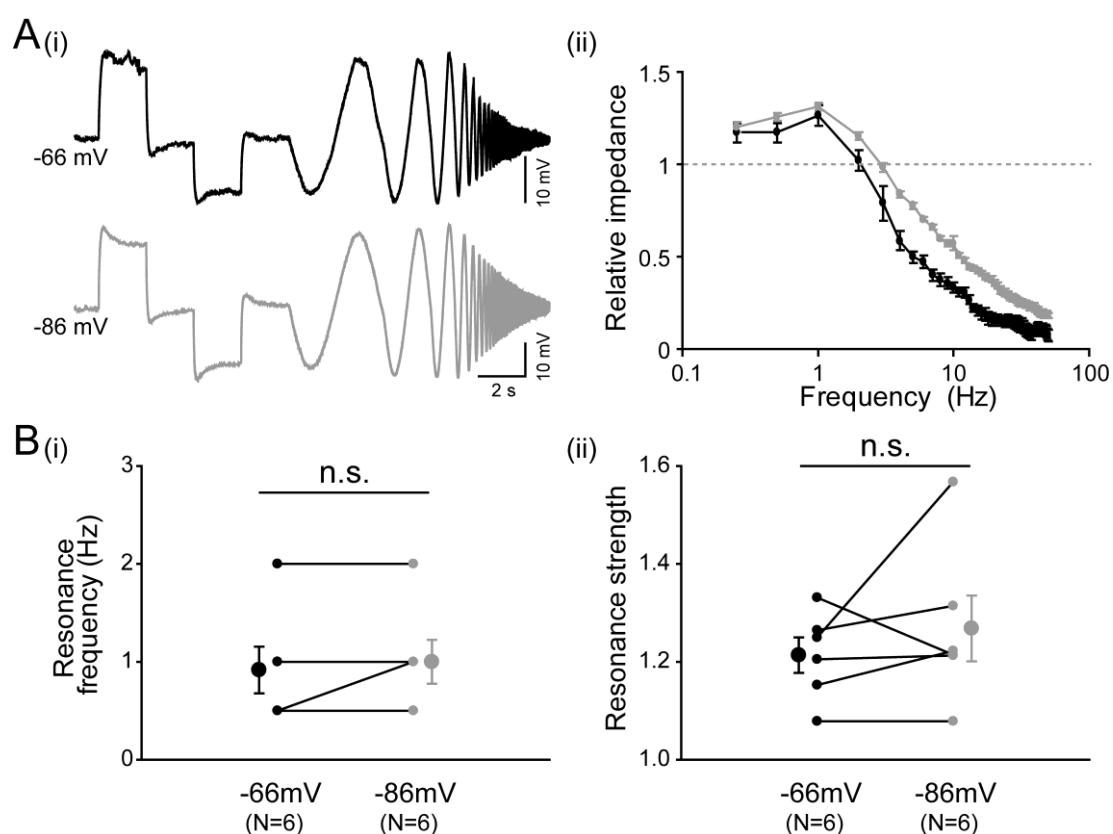 A (i)
-66 mV
10 mV
-86 mV
10 mV
2 s
(ii)
Relative impedance
1.5
1
0.5
0
0.1
1
10
100
Frequency (Hz)
B (i)
Resonance
frequency (Hz)
3
2
1
0
n.s.
-66mV
(N=6)
-86mV
(N=6)
(ii)
Resonance strength
1.6
1.4
1.2
1.0
n.s.
-66mV
(N=6)
-86mV
(N=6)